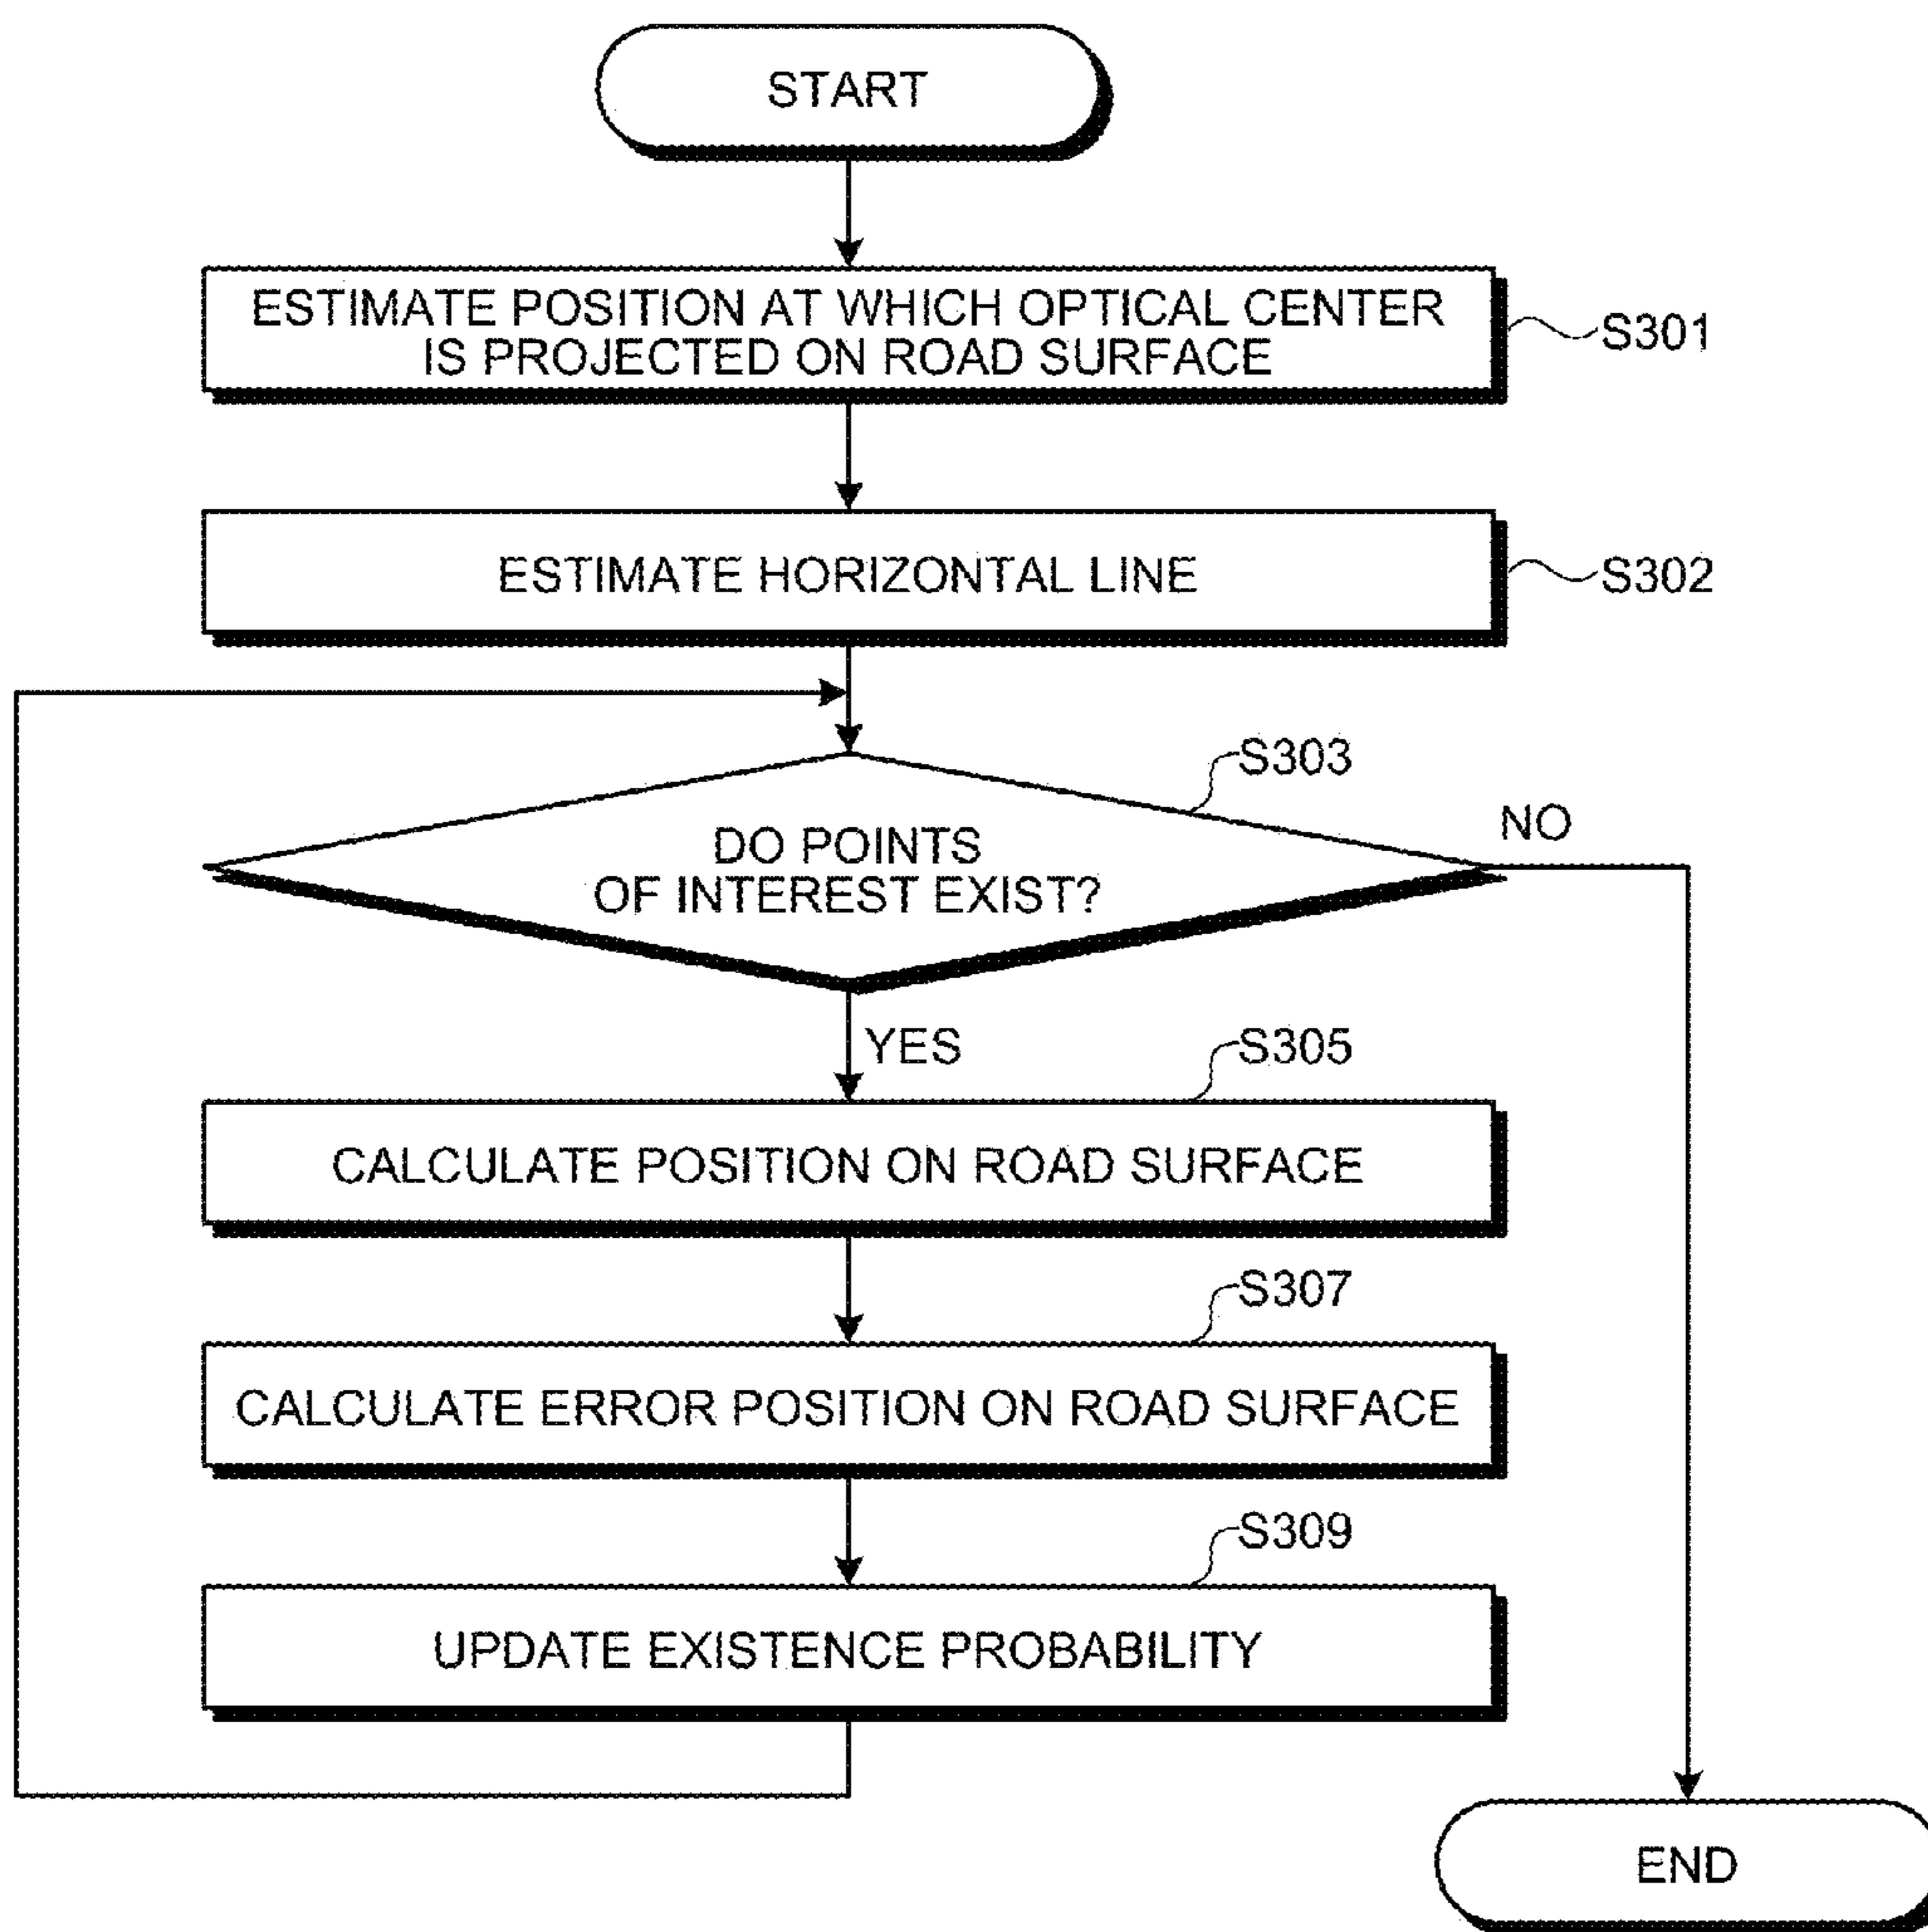 START
ESTIMATE POSITION AT WHICH OPTICAL CENTER
IS PROJECTED ON ROAD SURFACE
S301
ESTIMATE HORIZONTAL LINE
S302
S303
DO POINTS
OF INTEREST EXIST?
NO
YES
S305
CALCULATE POSITION ON ROAD SURFACE
S307
CALCULATE ERROR POSITION ON ROAD SURFACE
S309
UPDATE EXISTENCE PROBABILITY
END